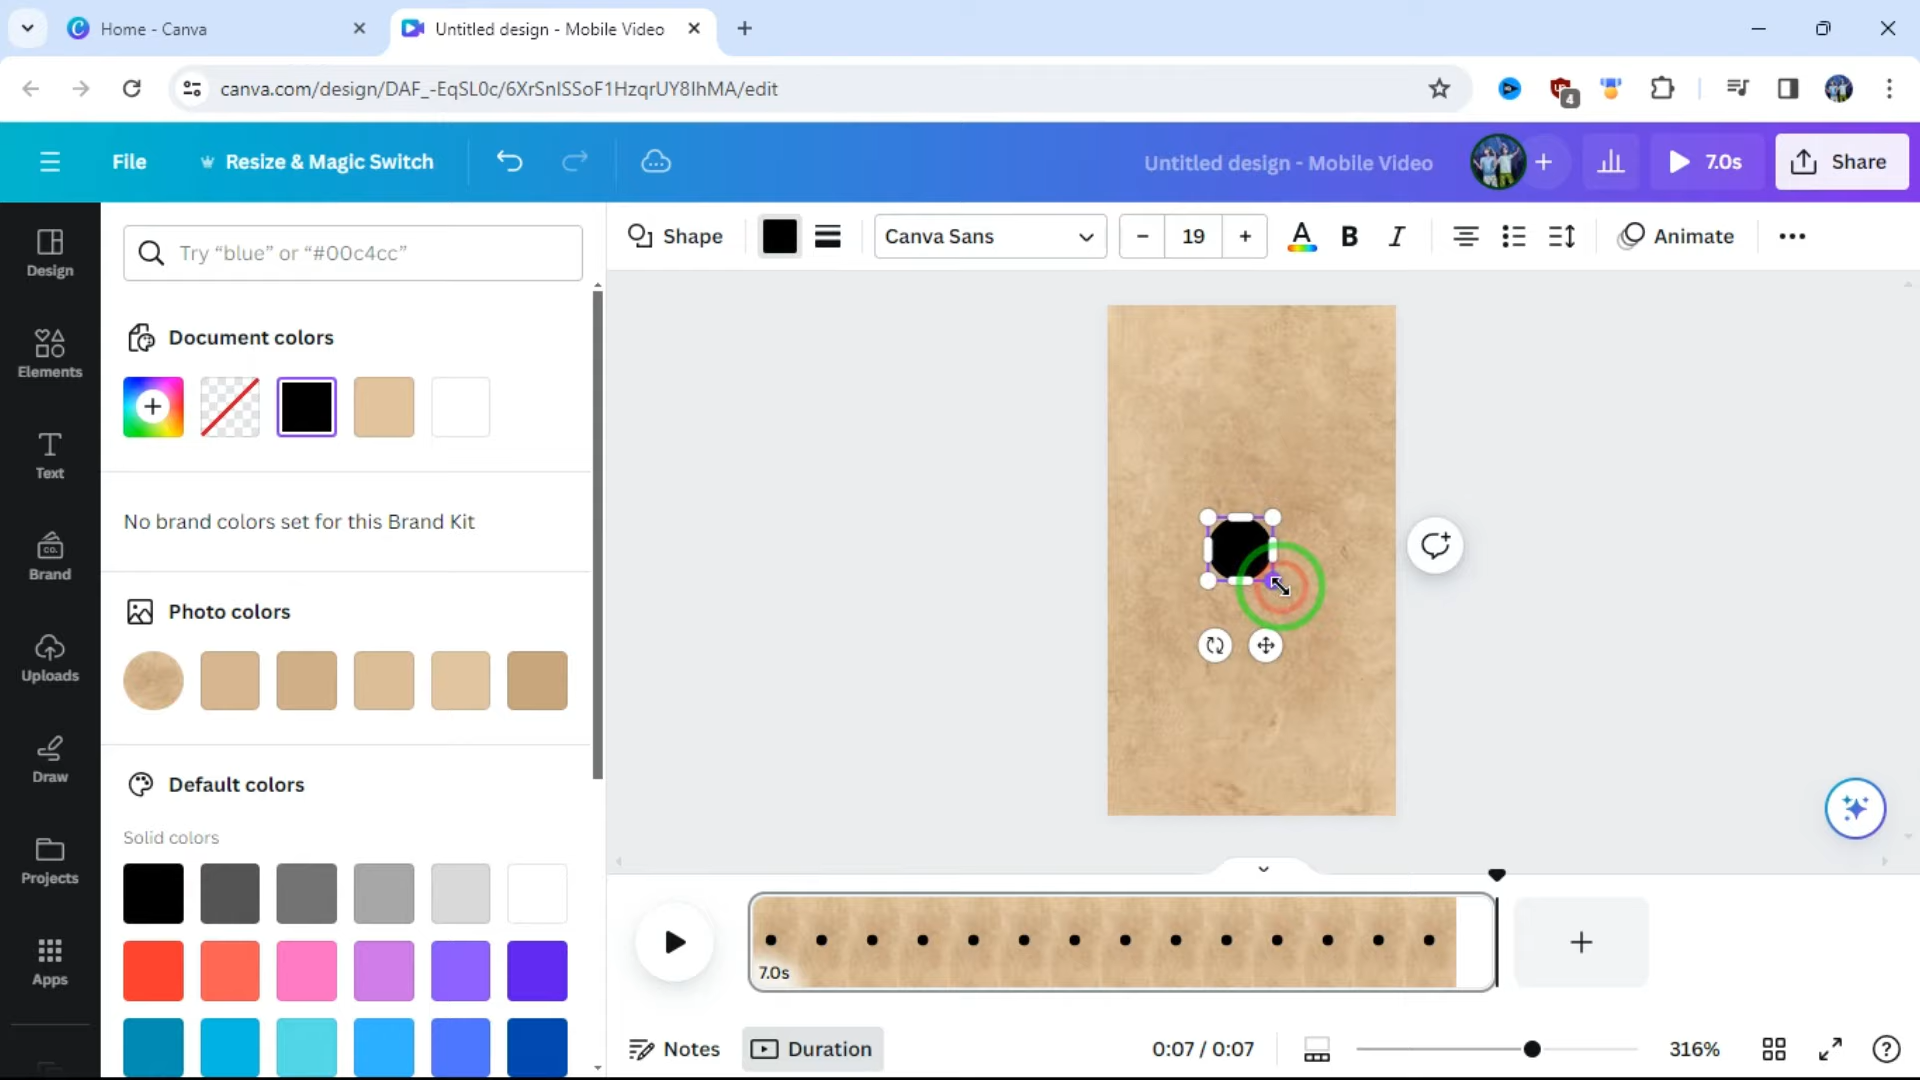 Home - Canva
Untitled design - Mobile Video
canva.com/design/DAF_-EqSL0c/6XrSnISSoF1HzqrUY8IhMA/edit
4
File
Resize & Magic Switch
Untitled design - Mobile Video
7.0s
Share
Design
Elements
Text
Brand
CO.
Uploads
Draw
Projects
Apps
Try “blue” or “#00c4cc”
Document colors
No brand colors set for this Brand Kit
Photo colors
Default colors
Solid colors
Shape
Canva Sans
19
A
B
I
Animate
7.0s
Notes
Duration
0:07 / 0:07
316%